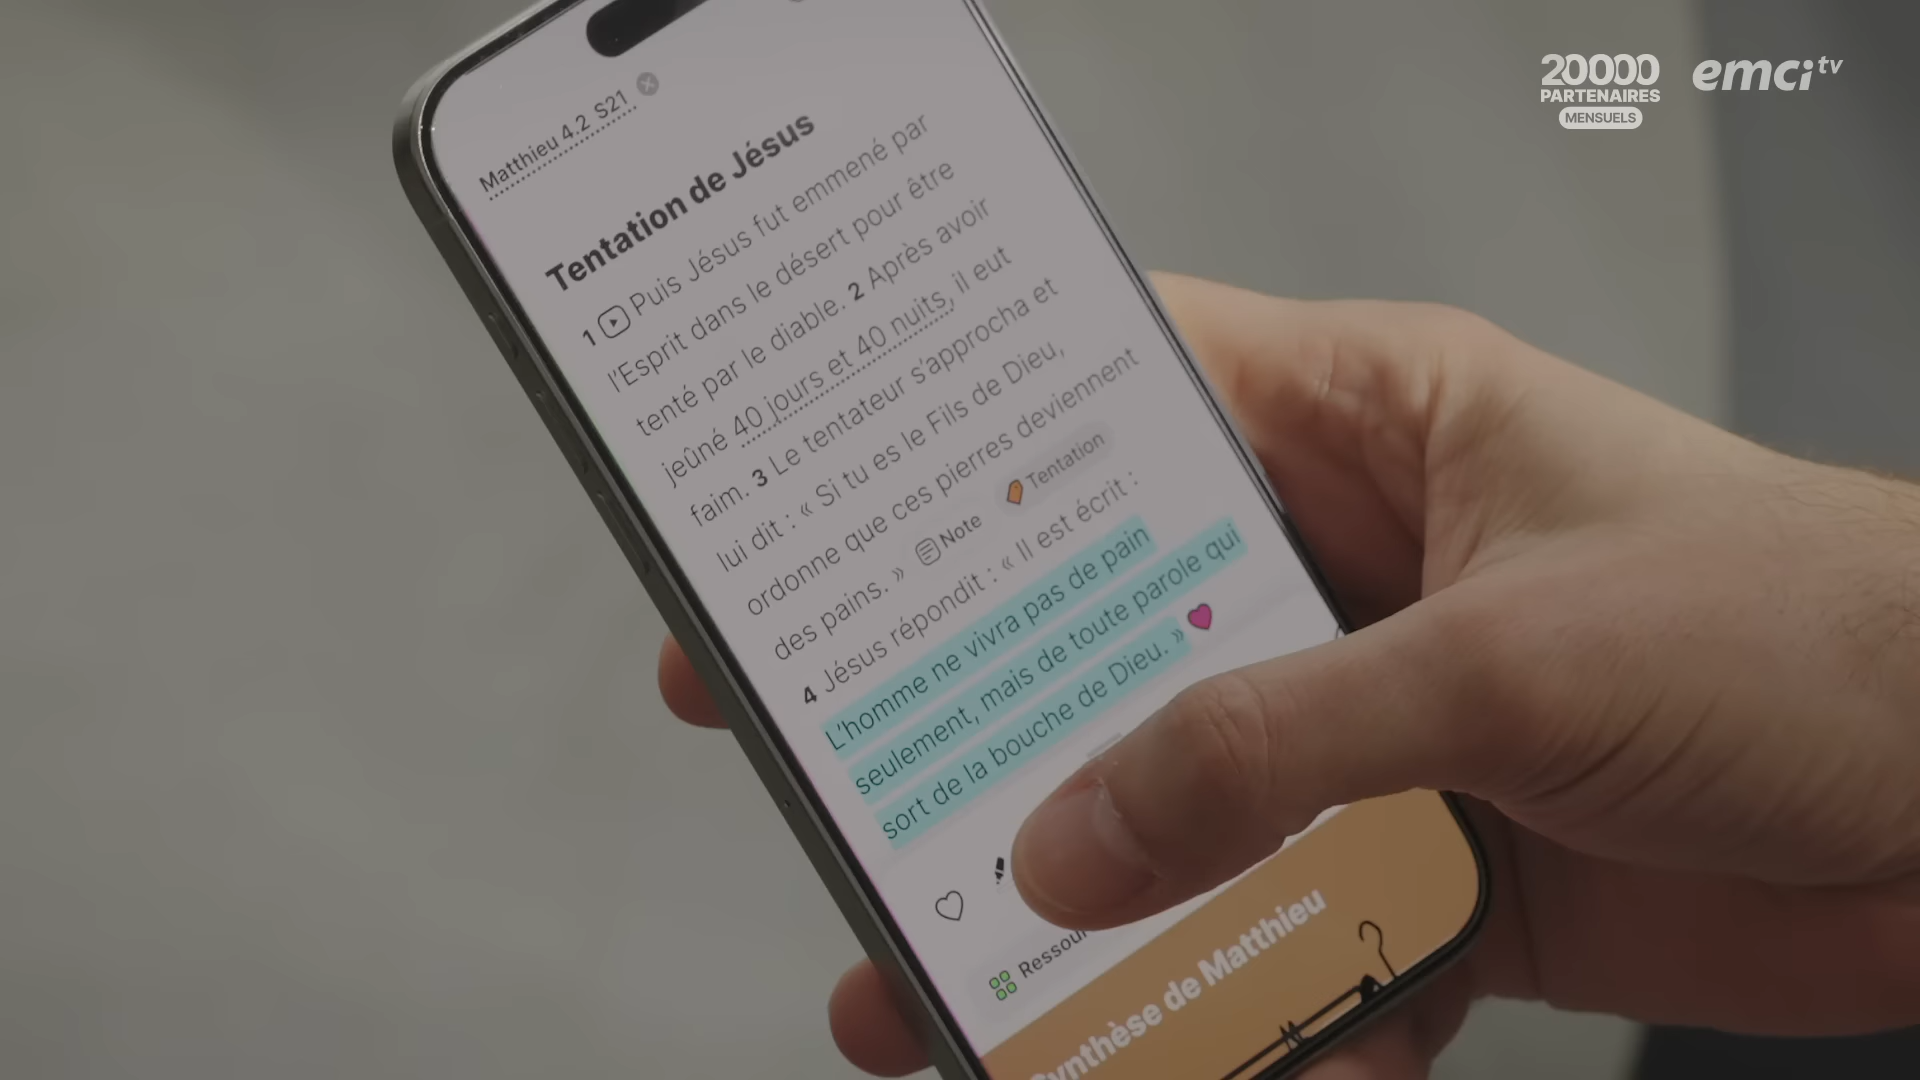 20000
PARTENAIRES
MENSUELS
emci tv
Matthieu 4.2 S21
Tentation de Jésus
1 Puis Jésus fut emmené par
l'Esprit dans le désert pour être
tenté par le diable. 2 Après avoir
jeûné 40 jours et 40 nuits, il eut
faim. 3 Le tentateur s'approcha et
lui dit : « Si tu es le Fils de Dieu,
ordonne que ces pierres deviennent
des pains. » Note Tentation
4 Jésus répondit : « Il est écrit :
L'homme ne vivra pas de pain
seulement, mais de toute parole qui
sort de la bouche de Dieu. »
Ressour
Synthèse de Matthieu